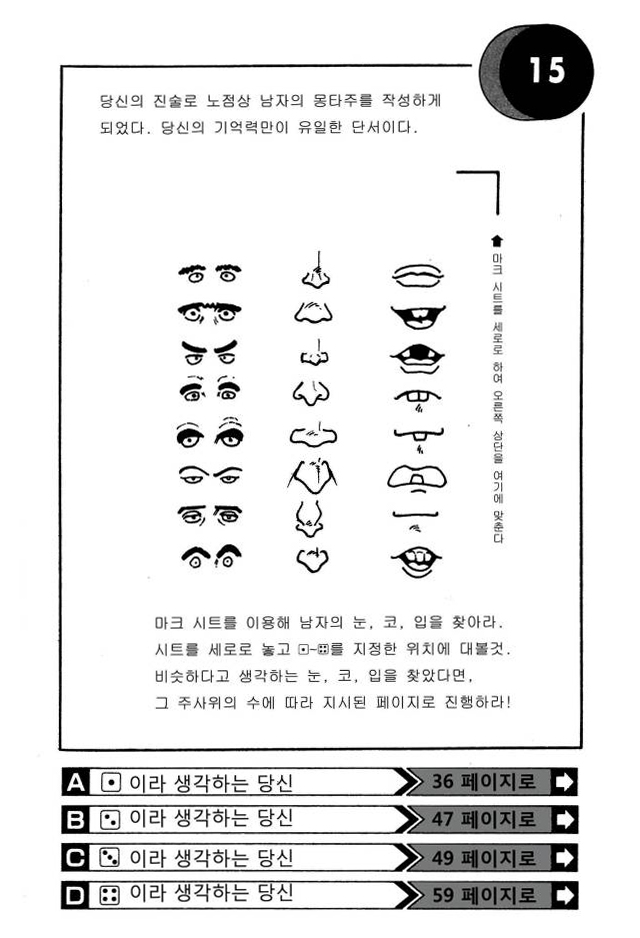 15
당신의 진술로 노점상 남자의 몽타주를 작성하게
되었다. 당신의 기억력만이 유일한 단서이다.
마크 시트를 세로로 하여 오른쪽 상단을 여기에 맞춘다
마크 시트를 이용해 남자의 눈, 코, 입을 찾아라.
시트를 세로로 놓고 ⚀~⚃를 지정한 위치에 대볼것.
비슷하다고 생각하는 눈, 코, 입을 찾았다면,
그 주사위의 수에 따라 지시된 페이지로 진행하라!
A ⚀ 이라 생각하는 당신 36 페이지로
B ⚁ 이라 생각하는 당신 47 페이지로
C ⚂ 이라 생각하는 당신 49 페이지로
D ⚃ 이라 생각하는 당신 59 페이지로